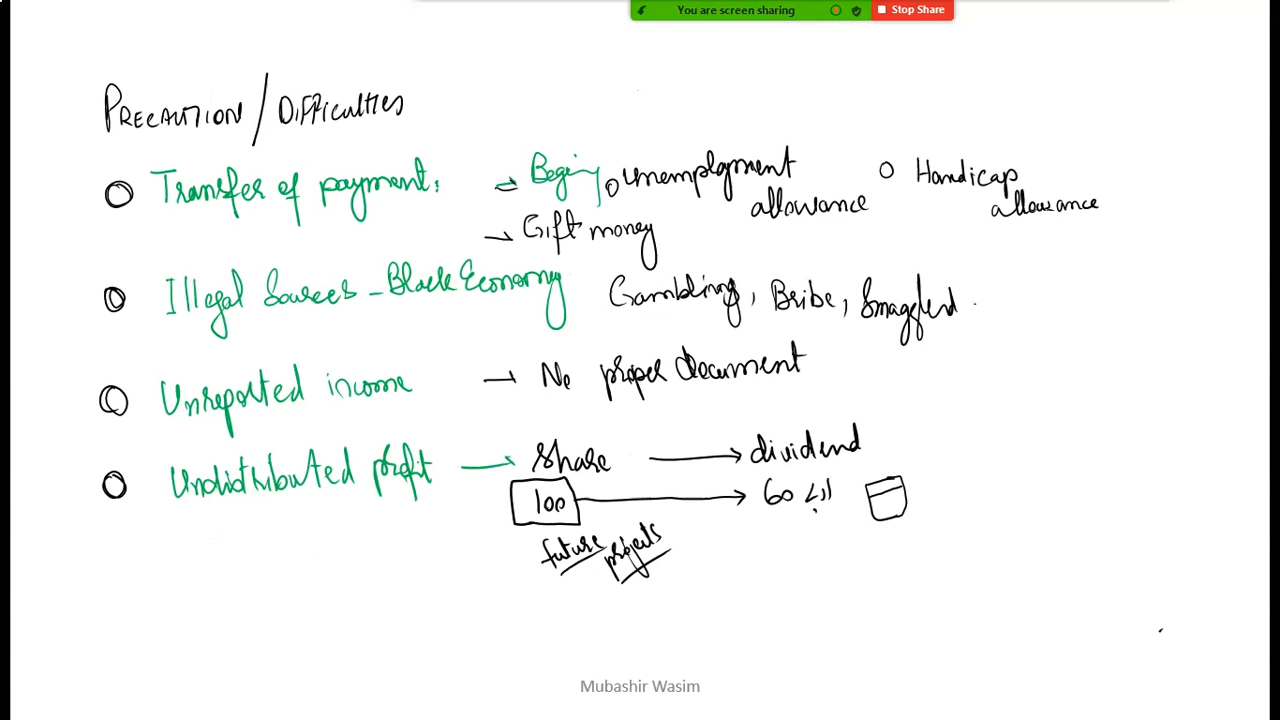 You are screen sharing Stop Share
PRECAUTION / DIFFICULTIES
Transfer of payment: Unemployment allowance Handicap allowance
→ Gift money
Illegal Sources - Black Economy Gambling, Bribe,
Unreported income → No proper document
Undistributed profit → Share → dividend
100 → 60
future projects
Mubashir Wasim